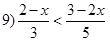 9) (2-x)/3 < (3-2x)/5